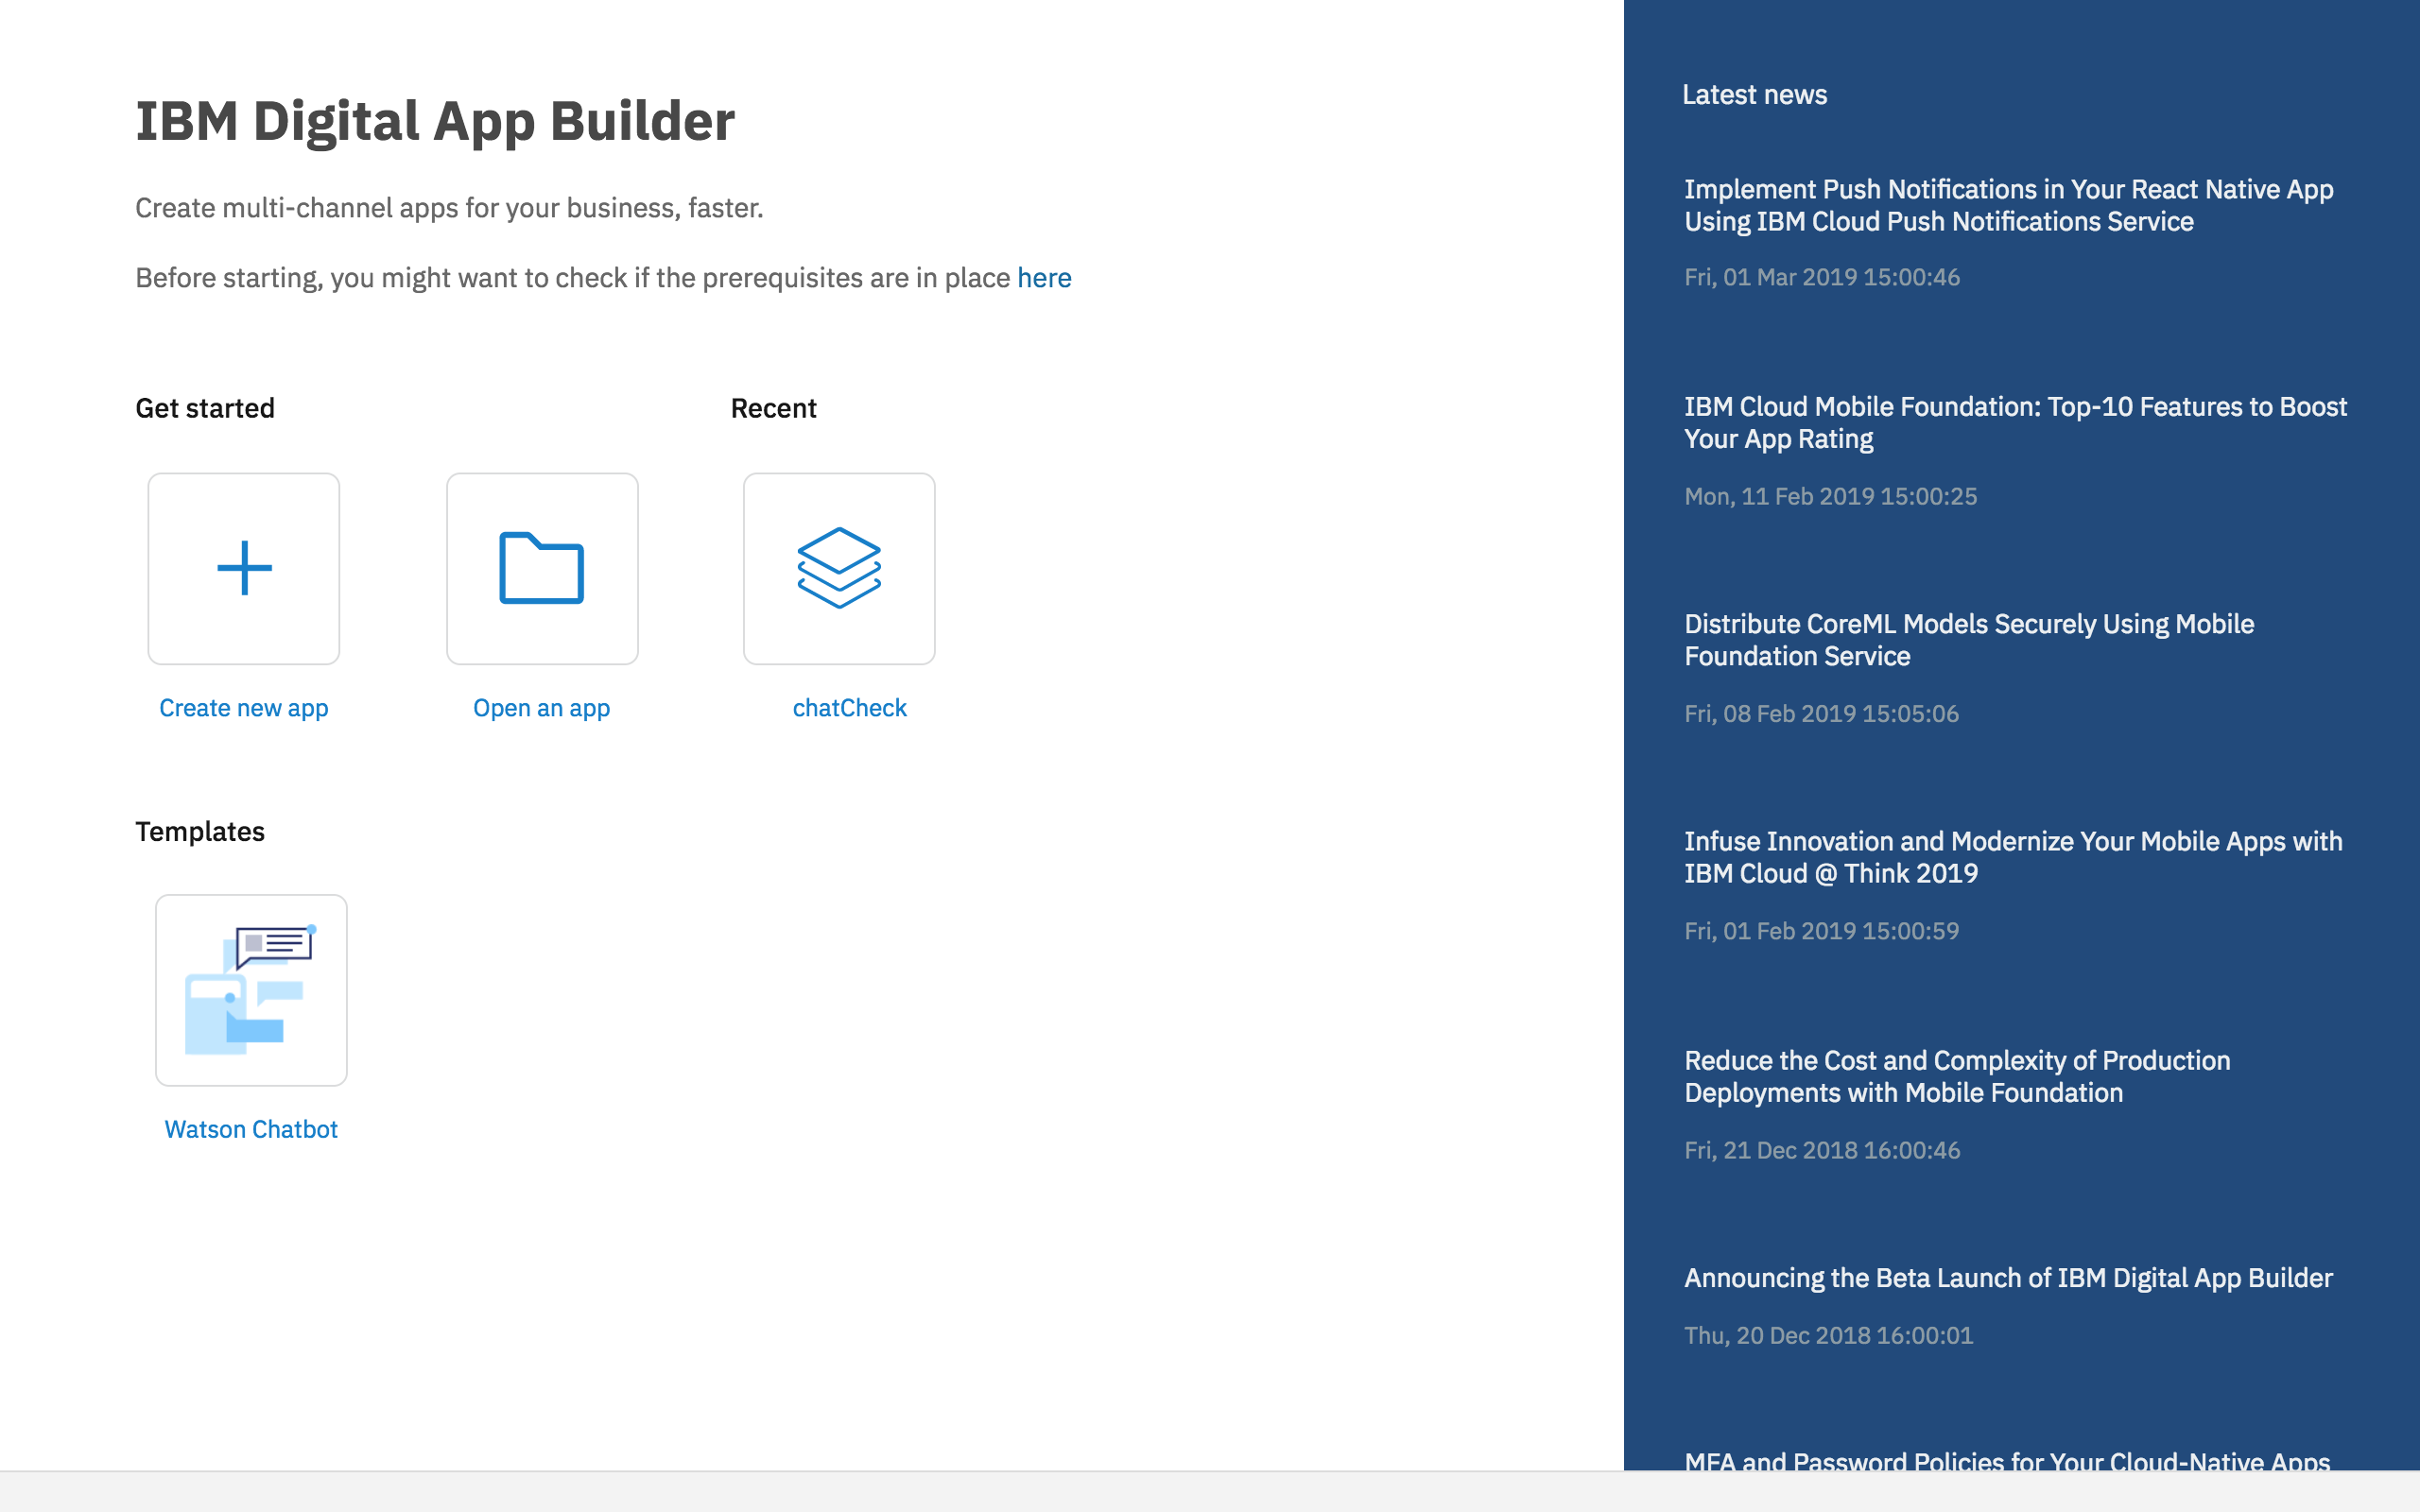 IBM Digital App Builder
Create multi-channel apps for your business, faster.
Before starting, you might want to check if the prerequisites are in place here
Get started
Recent
Create new app
Open an app
chatCheck
Templates
Watson Chatbot
Latest news
Implement Push Notifications in Your React Native App
Using IBM Cloud Push Notifications Service
Fri, 01 Mar 2019 15:00:46
IBM Cloud Mobile Foundation: Top-10 Features to Boost
Your App Rating
Mon, 11 Feb 2019 15:00:25
Distribute CoreML Models Securely Using Mobile
Foundation Service
Fri, 08 Feb 2019 15:05:06
Infuse Innovation and Modernize Your Mobile Apps with
IBM Cloud @ Think 2019
Fri, 01 Feb 2019 15:00:59
Reduce the Cost and Complexity of Production
Deployments with Mobile Foundation
Fri, 21 Dec 2018 16:00:46
Announcing the Beta Launch of IBM Digital App Builder
Thu, 20 Dec 2018 16:00:01
MFA and Password Policies for Your Cloud-Native Apps